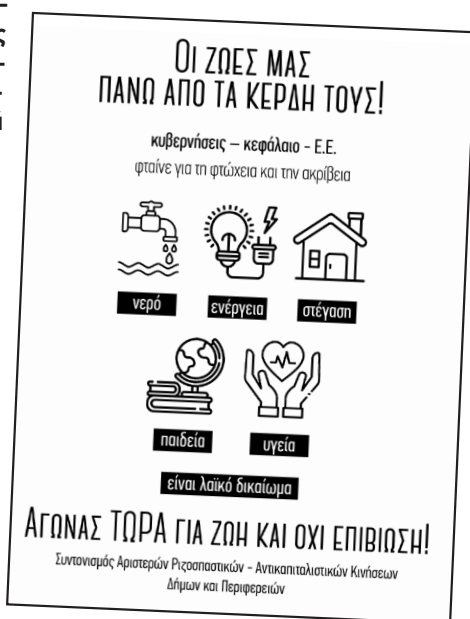 ΟΙ ΖΩΕΣ ΜΑΣ
ΠΑΝΩ ΑΠΟ ΤΑ ΚΕΡΔΗ ΤΟΥΣ!
κυβερνήσεις – κεφάλαιο - Ε.Ε.
φταίνε για τη φτώχεια και την ακρίβεια
νερό
ενέργεια
στέγαση
παιδεία
υγεία
είναι λαϊκό δικαίωμα
ΑΓΩΝΑΣ ΤΩΡΑ ΓΙΑ ΖΩΗ ΚΑΙ ΟΧΙ ΕΠΙΒΙΩΣΗ!
Συντονισμός Αριστερών Ριζοσπαστικών - Αντικαπιταλιστικών Κινήσεων
Δήμων και Περιφερειών